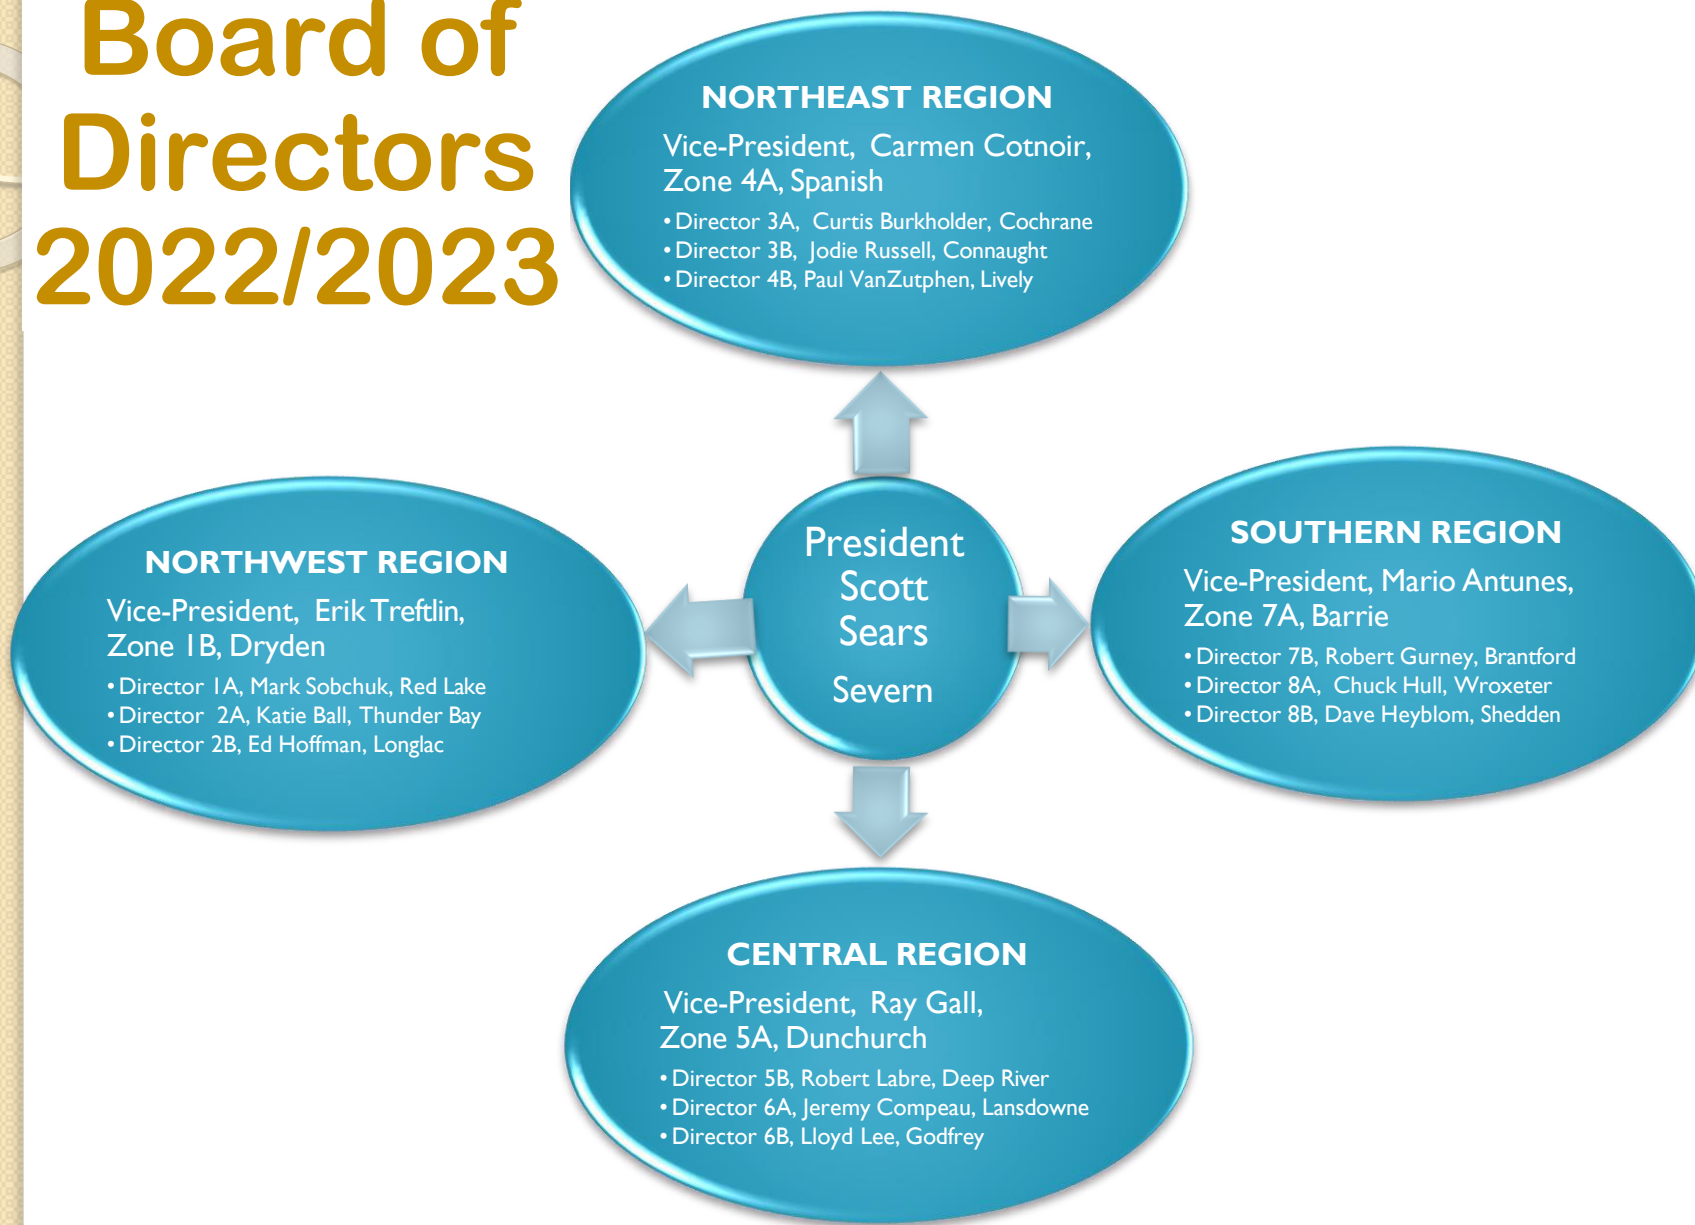 Board of
Directors
2022/2023
NORTHEAST REGION
Vice-President, Carmen Cotnoir,
Zone 4A, Spanish
• Director 3A, Curtis Burkholder, Cochrane
• Director 3B, Jodie Russell, Connaught
• Director 4B, Paul VanZutphen, Lively
NORTHWEST REGION
Vice-President, Erik Treftlin,
Zone 1B, Dryden
• Director 1A, Mark Sobchuk, Red Lake
• Director 2A, Katie Ball, Thunder Bay
• Director 2B, Ed Hoffman, Longlac
President
Scott
Sears
Severn
SOUTHERN REGION
Vice-President, Mario Antunes,
Zone 7A, Barrie
• Director 7B, Robert Gurney, Brantford
• Director 8A, Chuck Hull, Wroxeter
• Director 8B, Dave Heyblom, Shedden
CENTRAL REGION
Vice-President, Ray Gall,
Zone 5A, Dunchurch
• Director 5B, Robert Labre, Deep River
• Director 6A, Jeremy Compeau, Lansdowne
• Director 6B, Lloyd Lee, Godfrey